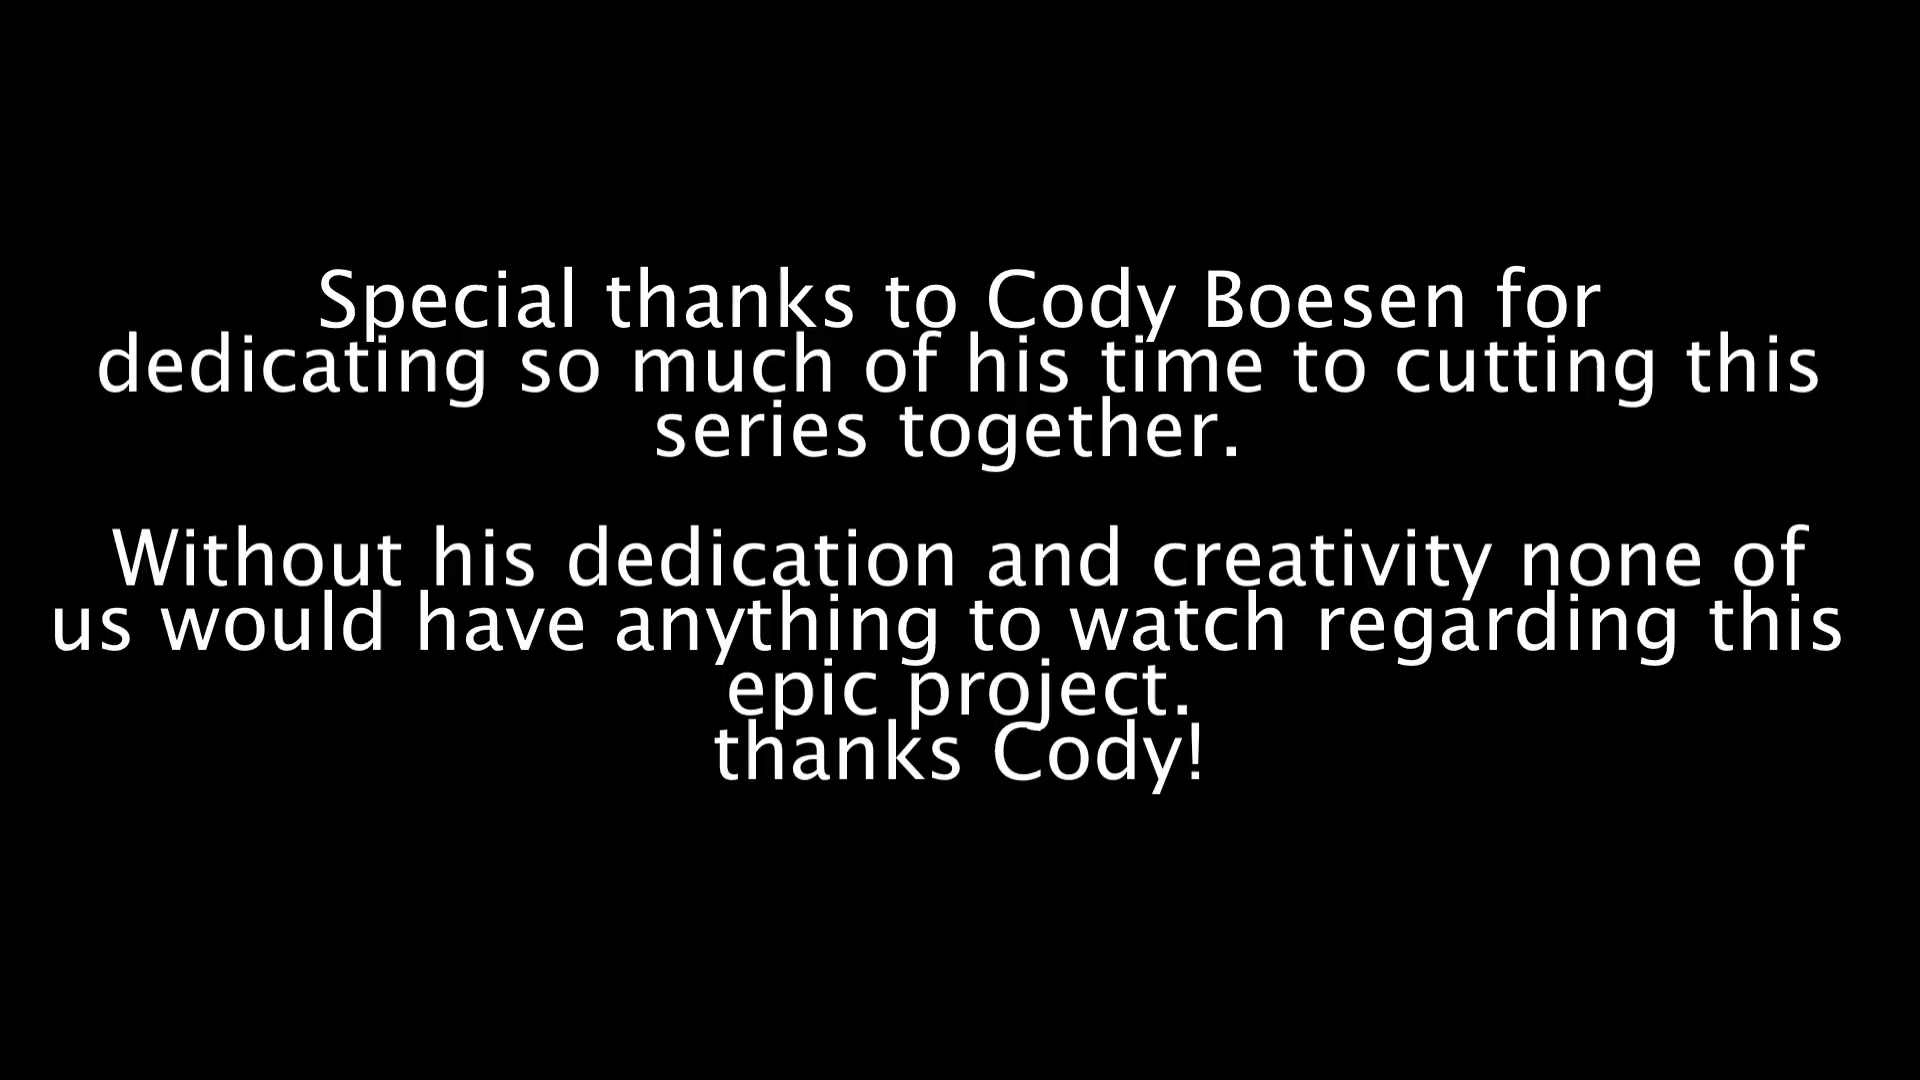 Special thanks to Cody Boesen for
dedicating so much of his time to cutting this
series together.
Without his dedication and creativity none of
us would have anything to watch regarding this
epic project.
thanks Cody!